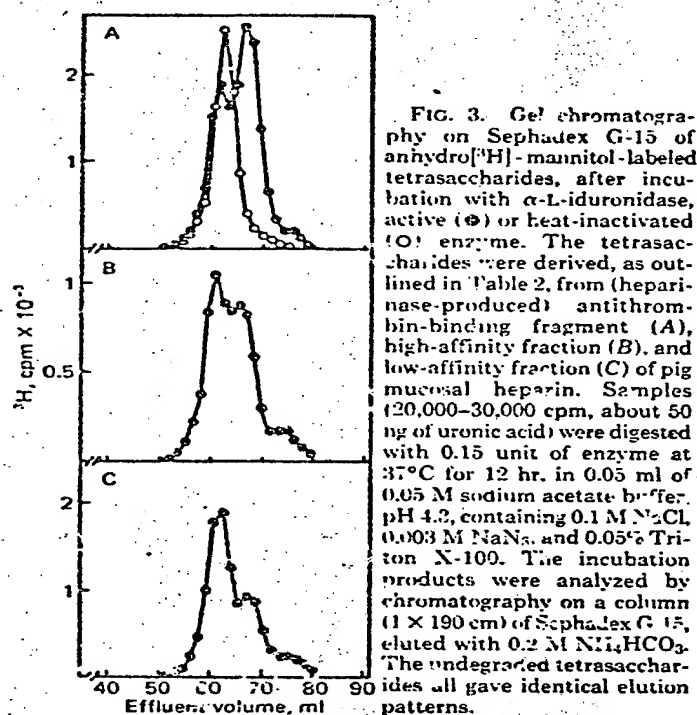 A
2
1
B
1
0.5
³H, cpm X 10⁻³
C
2
1
40 50 60 70 80 90
Effluent volume, ml
FIG. 3. Gel chromatogra-
phy on Sephadex G-15 of
anhydro[³H]-mannitol-labeled
tetrasaccharides, after incu-
bation with α-L-iduronidase,
active (●) or heat-inactivated
(O) enzyme. The tetrasac-
charides were derived, as out-
lined in Table 2, from (hepari-
nase-produced) antithrom-
bin-binding fragment (A),
high-affinity fraction (B), and
low-affinity fraction (C) of pig
mucosal heparin. Samples
(20,000–30,000 cpm, about 50
ng of uronic acid) were digested
with 0.15 unit of enzyme at
37°C for 12 hr. in 0.05 ml of
0.05 M sodium acetate buffer,
pH containing 0.1 M NaCl,
0.003 M NaN₃, and 0.05% Tri-
ton X-100. The incubation
products were analyzed by
chromatography on a column
(1 × 190 cm) of Sephadex G-15,
eluted with 0.2 M NH₄HCO₃.
The undegraded tetrasacchar-
ides all gave identical elution
patterns.